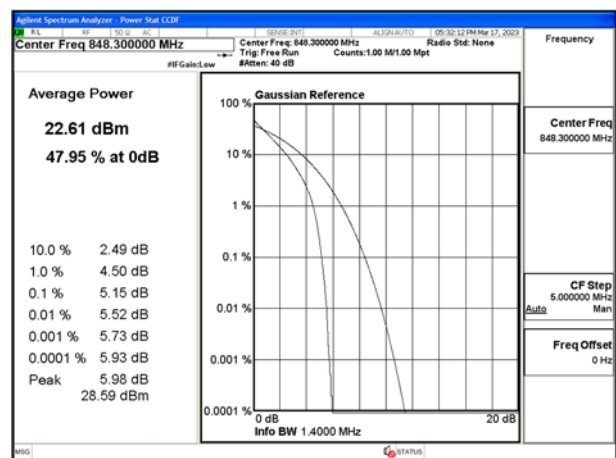 Agilent Spectrum Analyzer - Power Stat CCDF
RL RF 50 Ω AC SENSE:INT ALIGN AUTO 05:32:12 PM Mar 17, 2023
Center Freq 848.300000 MHz
Center Freq: 848.300000 MHz Radio Std: None
Trig: Free Run Counts:1.00 M/1.00 Mpt
#IFGain:Low #Atten: 40 dB
Frequency
Average Power
22.61 dBm
47.95 % at 0dB
10.0 % 2.49 dB
1.0 % 4.50 dB
0.1 % 5.15 dB
0.01 % 5.52 dB
0.001 % 5.73 dB
0.0001 % 5.93 dB
Peak 5.98 dB
28.59 dBm
Gaussian Reference
100 %
10 %
1 %
0.1 %
0.01 %
0.001 %
0.0001 %
0 dB 20 dB
Info BW 1.4000 MHz
Center Freq
848.300000 MHz
CF Step
5.000000 MHz
Auto Man
Freq Offset
0 Hz
MSG STATUS